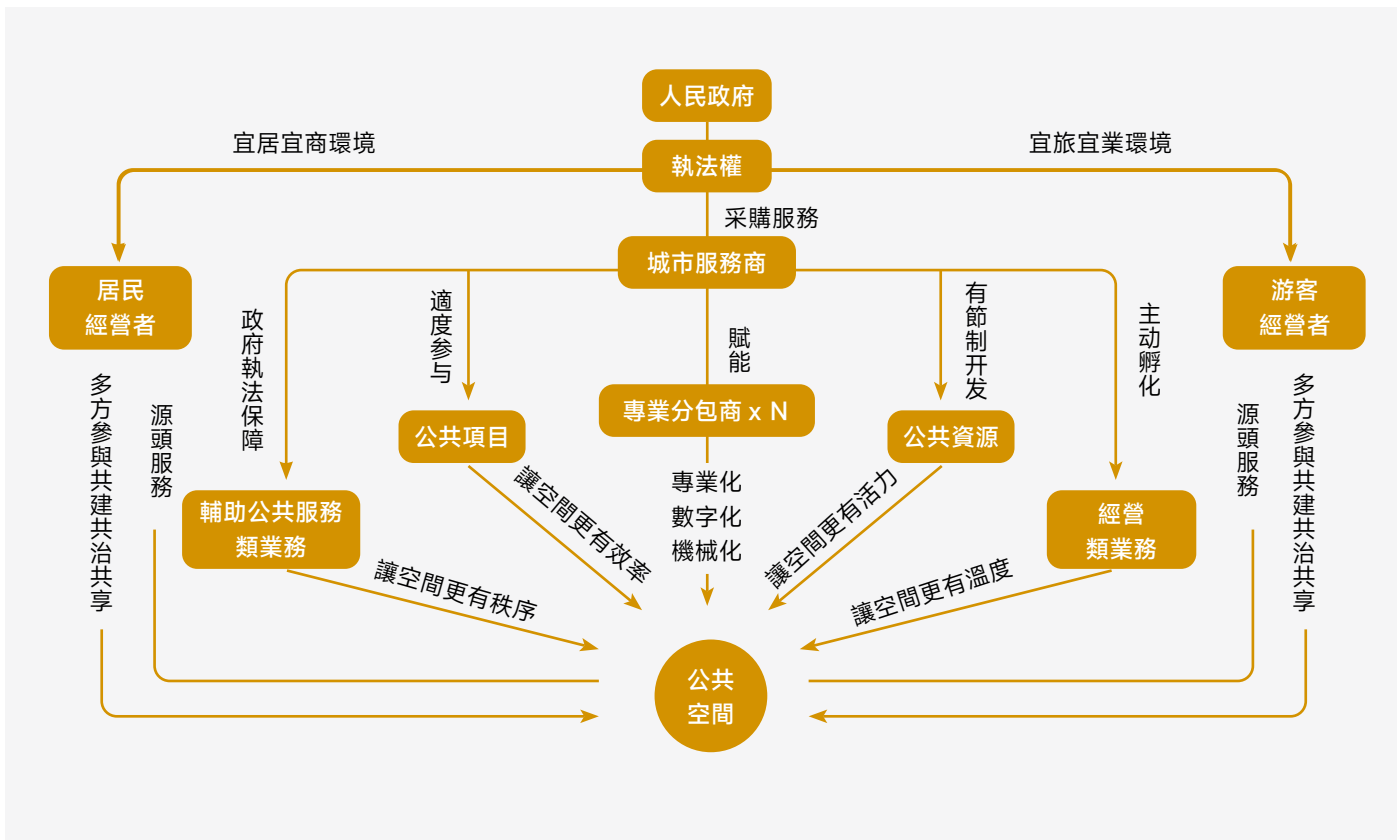 人民政府
宜居宜商環境
宜旅宜業環境
執法權
采購服務
城市服務商
居民
經營者
游客
經營者
政府執法保障
適度参与
賦能
有節制开发
主动孵化
專業分包商 x N
公共項目
公共資源
多方參與共建共治共享
源頭服務
源頭服務
多方參與共建共治共享
專業化
數字化
機械化
輔助公共服務
類業務
經營
類業務
讓空間更有效率
讓空間更有活力
讓空間更有秩序
讓空間更有溫度
公共
空間